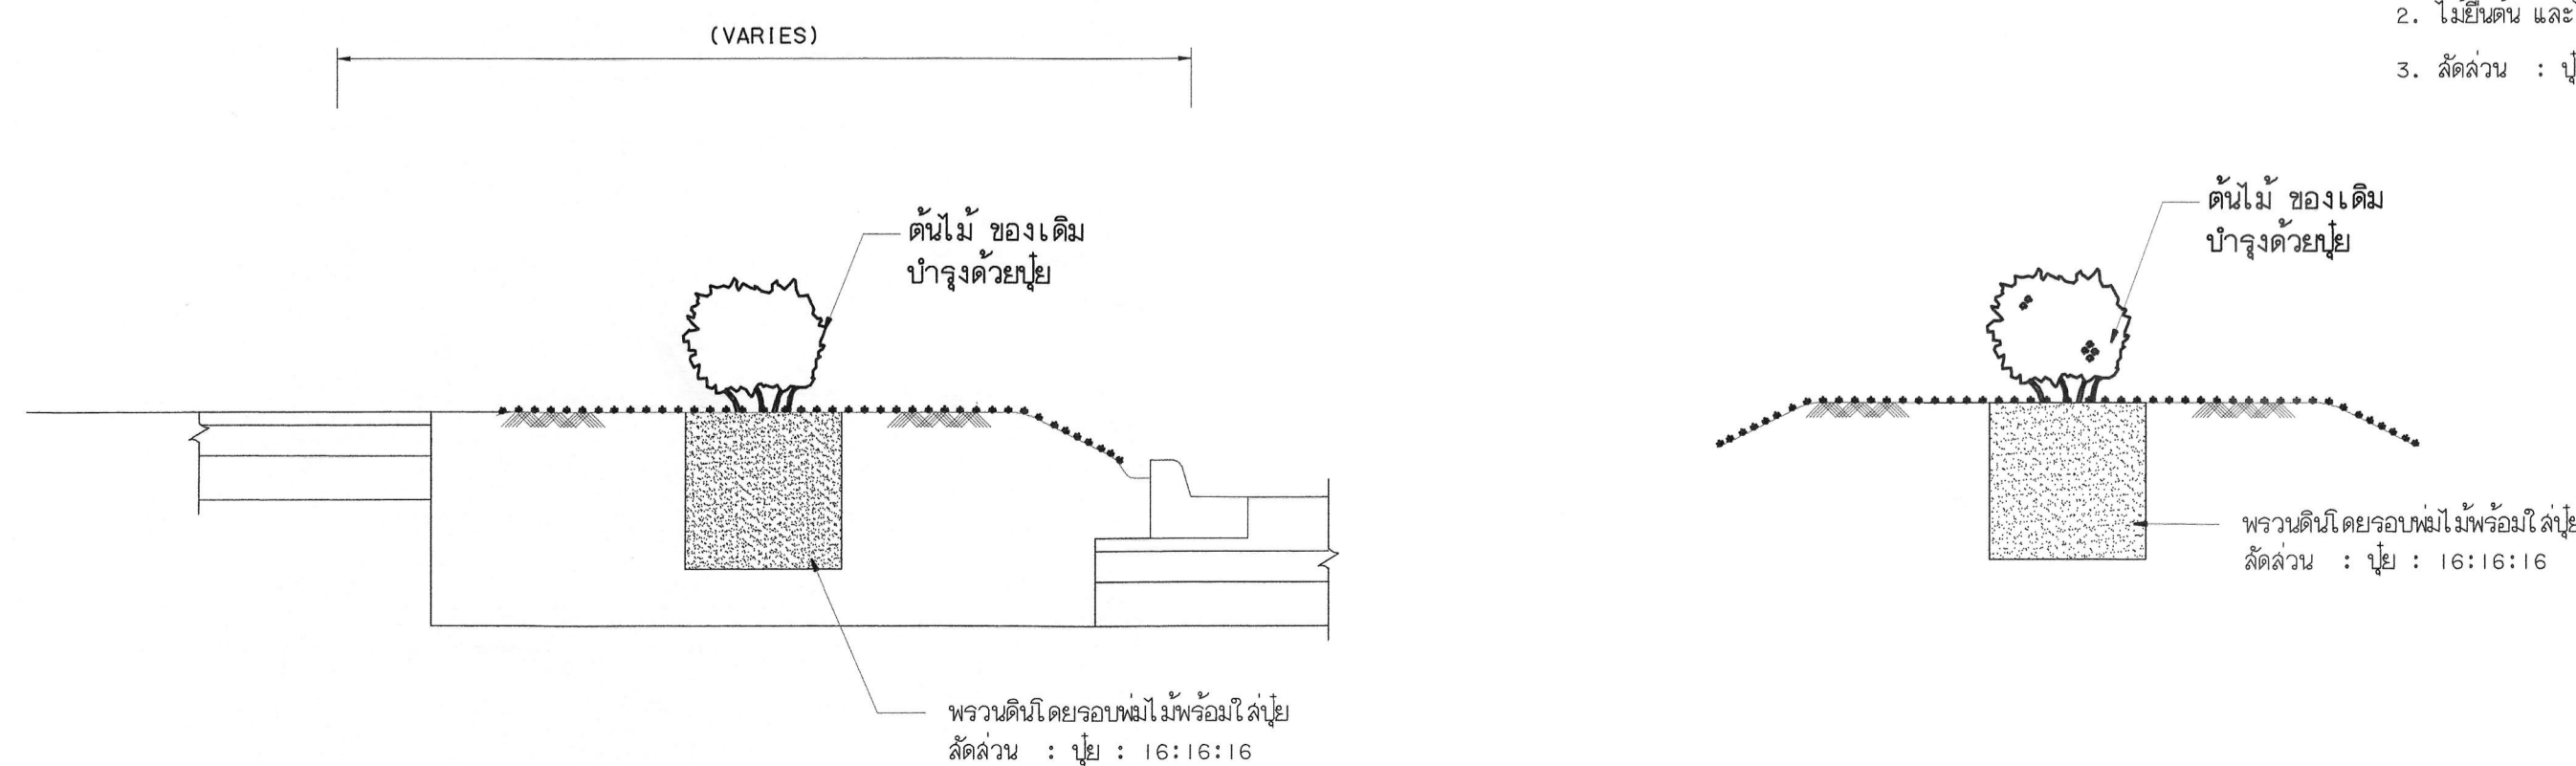 (VARIES)
2. ไม้ยืนต้น และ
3. สัดส่วน : ปุ๋
ต้นไม้ ของเดิม
บำรุงด้วยปุ๋ย
ต้นไม้ ของเดิม
บำรุงด้วยปุ๋ย
พรวนดินโดยรอบพุ่มไม้พร้อมใส่ปุ๋ย
สัดส่วน : ปุ๋ย : 16:16:16
พรวนดินโดยรอบพุ่มไม้พร้อมใส่ปุ๋ย
สัดส่วน : ปุ๋ย : 16:16:16